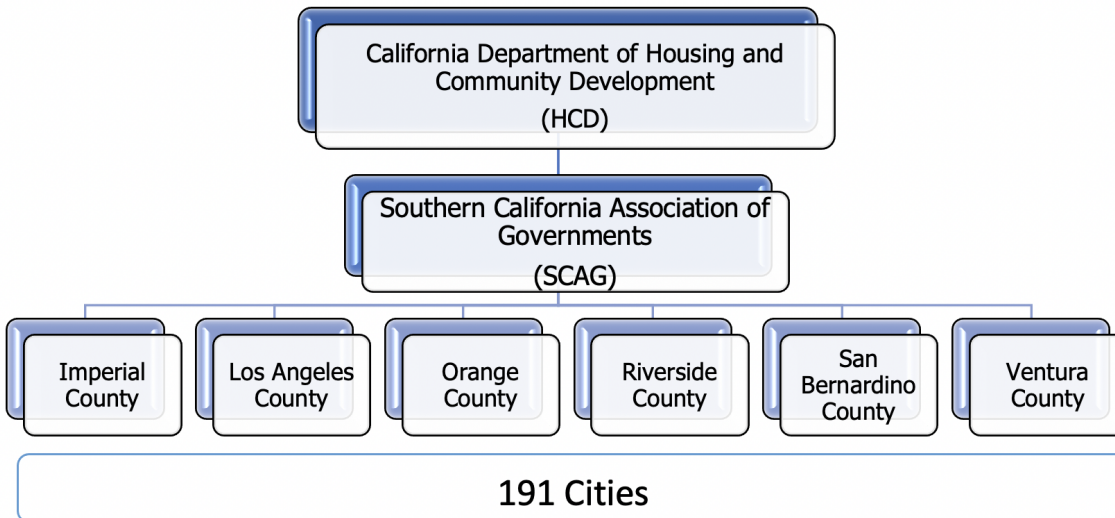 California Department of Housing and
Community Development
(HCD)
Southern California Association of
Governments
(SCAG)
Imperial
County
Los Angeles
County
Orange
County
Riverside
County
San
Bernardino
County
Ventura
County
191 Cities